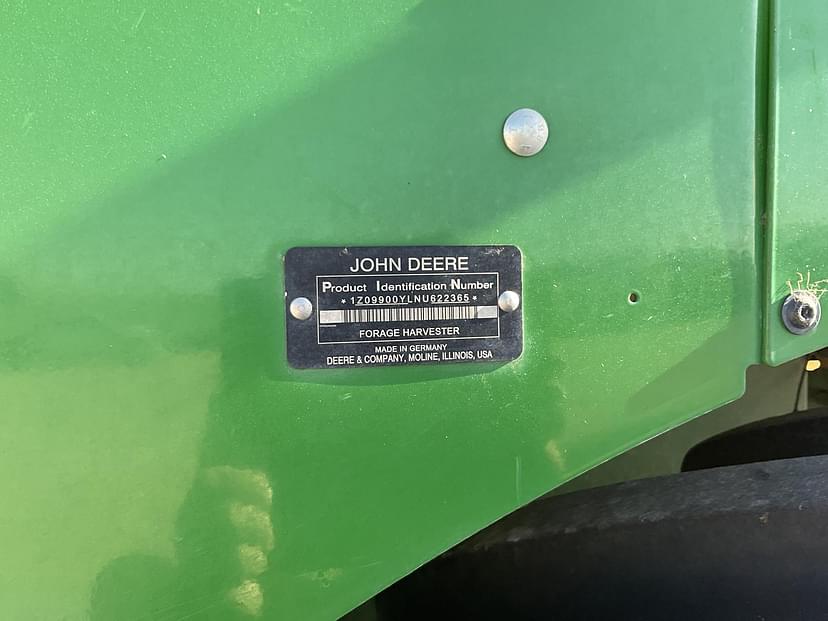 JOHN DEERE
Product Identification Number
*1Z09900YLNU622365*
FORAGE HARVESTER
MADE IN GERMANY
DEERE & COMPANY, MOLINE, ILLINOIS, USA